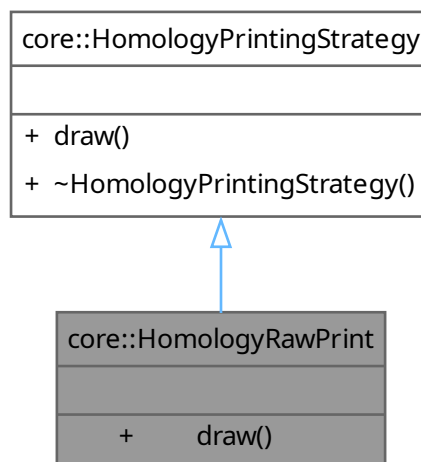 core::HomologyPrintingStrategy
+ draw()
+ ~HomologyPrintingStrategy()
core::HomologyRawPrint
+ draw()